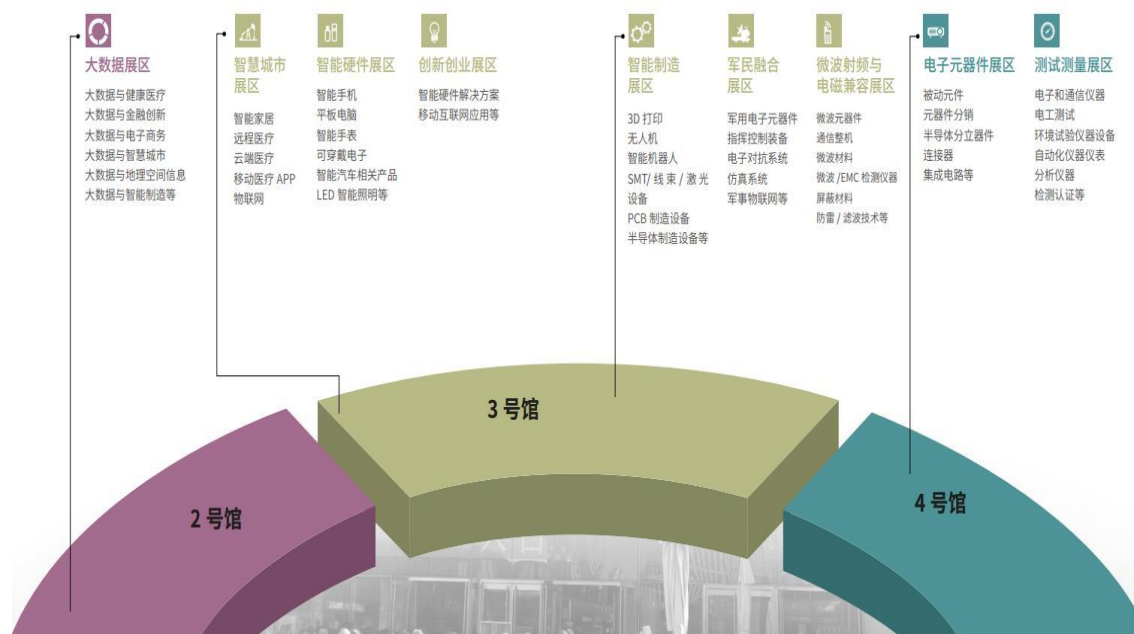 大数据展区
大数据与健康医疗
大数据与金融创新
大数据与电子商务
大数据与智慧城市
大数据与地理空间信息
大数据与智能制造等
智慧城市
展区
智能家居
远程医疗
云端医疗
移动医疗 APP
物联网
智能硬件展区
智能手机
平板电脑
智能手表
可穿戴电子
智能汽车相关产品
LED 智能照明等
创新创业展区
智能硬件解决方案
移动互联网应用等
智能制造
展区
3D 打印
无人机
智能机器人
SMT/ 线 束 / 激 光
设备
PCB 制造设备
半导体制造设备等
军民融合
展区
军用电子元器件
指挥控制装备
电子对抗系统
仿真系统
军事物联网等
微波射频与
电磁兼容展区
微波元器件
通信整机
微波材料
微波 /EMC 检测仪器
屏蔽材料
防雷 / 滤波技术等
电子元器件展区
被动元件
元器件分销
半导体分立器件
连接器
集成电路等
测试测量展区
电子和通信仪器
电工测试
环境试验仪器设备
自动化仪器仪表
分析仪器
检测认证等
3 号馆
2 号馆
4 号馆